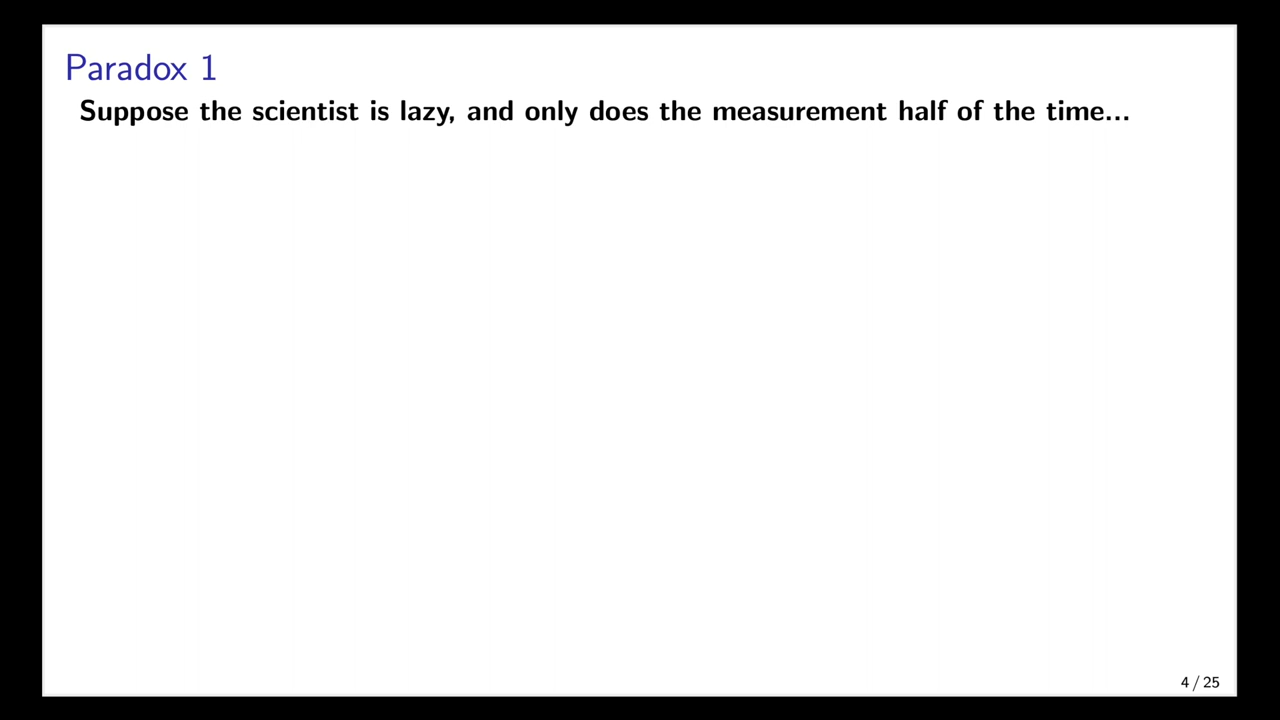 Paradox 1
Suppose the scientist is lazy, and only does the measurement half of the time...
4 / 25